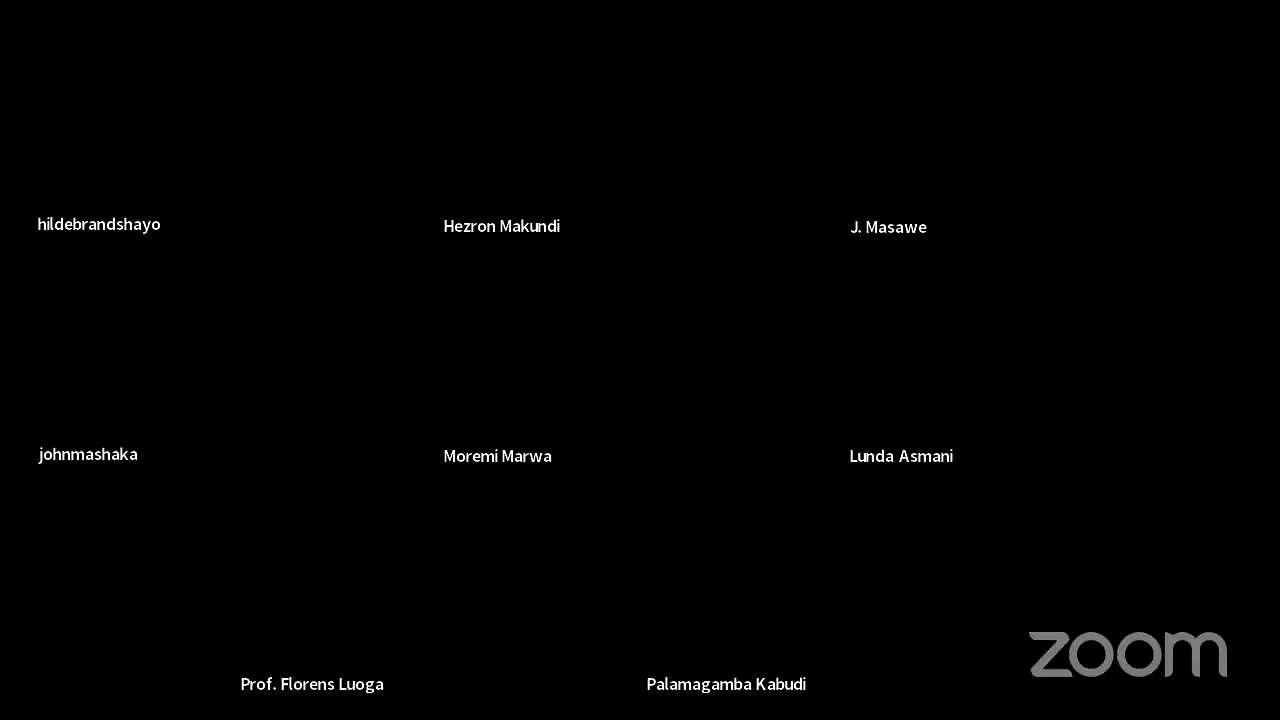 hildebrandshayo
Hezron Makundi
J. Masawe
johnmashaka
Moremi Marwa
Lunda Asmani
Prof. Florens Luoga
Palamagamba Kabudi
zoom